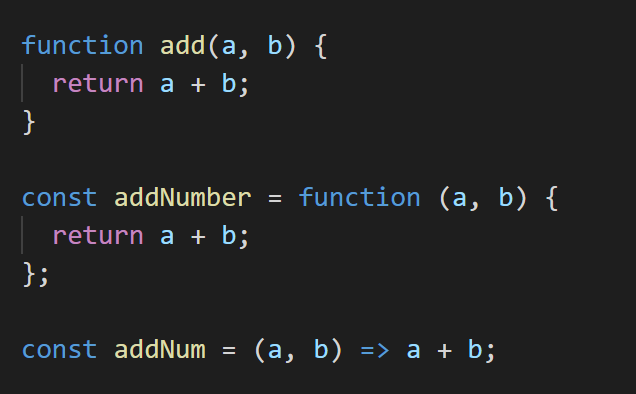 function add(a, b) {
  return a + b;
}

const addNumber = function (a, b) {
  return a + b;
};

const addNum = (a, b) => a + b;